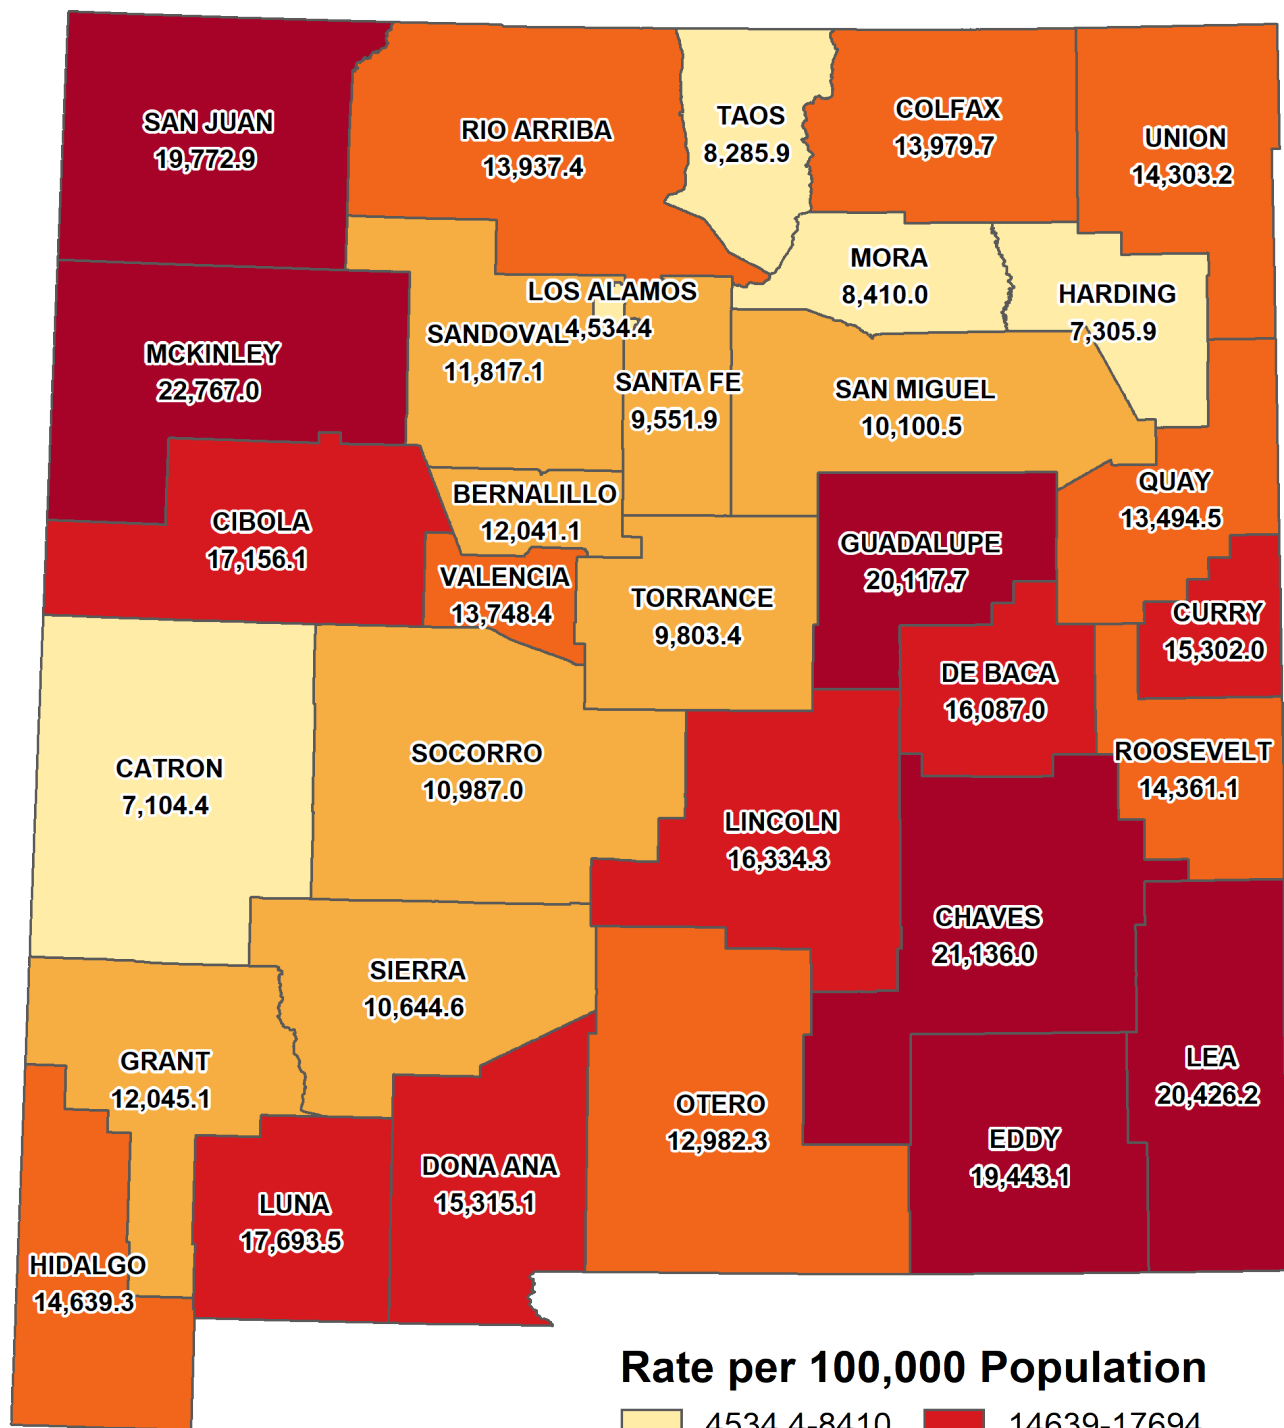 SAN JUAN
19,772.9
RIO ARRIBA
13,937.4
TAOS
8,285.9
COLFAX
13,979.7
UNION
14,303.2
MORA
8,410.0
HARDING
7,305.9
LOS ALAMOS
4,534.4
SANDOVAL
11,817.1
MCKINLEY
22,767.0
SANTA FE
9,551.9
SAN MIGUEL
10,100.5
QUAY
13,494.5
BERNALILLO
12,041.1
CIBOLA
17,156.1
GUADALUPE
20,117.7
VALENCIA
13,748.4
TORRANCE
9,803.4
CURRY
15,302.0
DE BACA
16,087.0
CATRON
7,104.4
SOCORRO
10,987.0
ROOSEVELT
14,361.1
LINCOLN
16,334.3
CHAVES
21,136.0
SIERRA
10,644.6
GRANT
12,045.1
LEA
20,426.2
OTERO
12,982.3
EDDY
19,443.1
DONA ANA
15,315.1
LUNA
17,693.5
HIDALGO
14,639.3
Rate per 100,000 Population
4534.4-8410
14639-17694